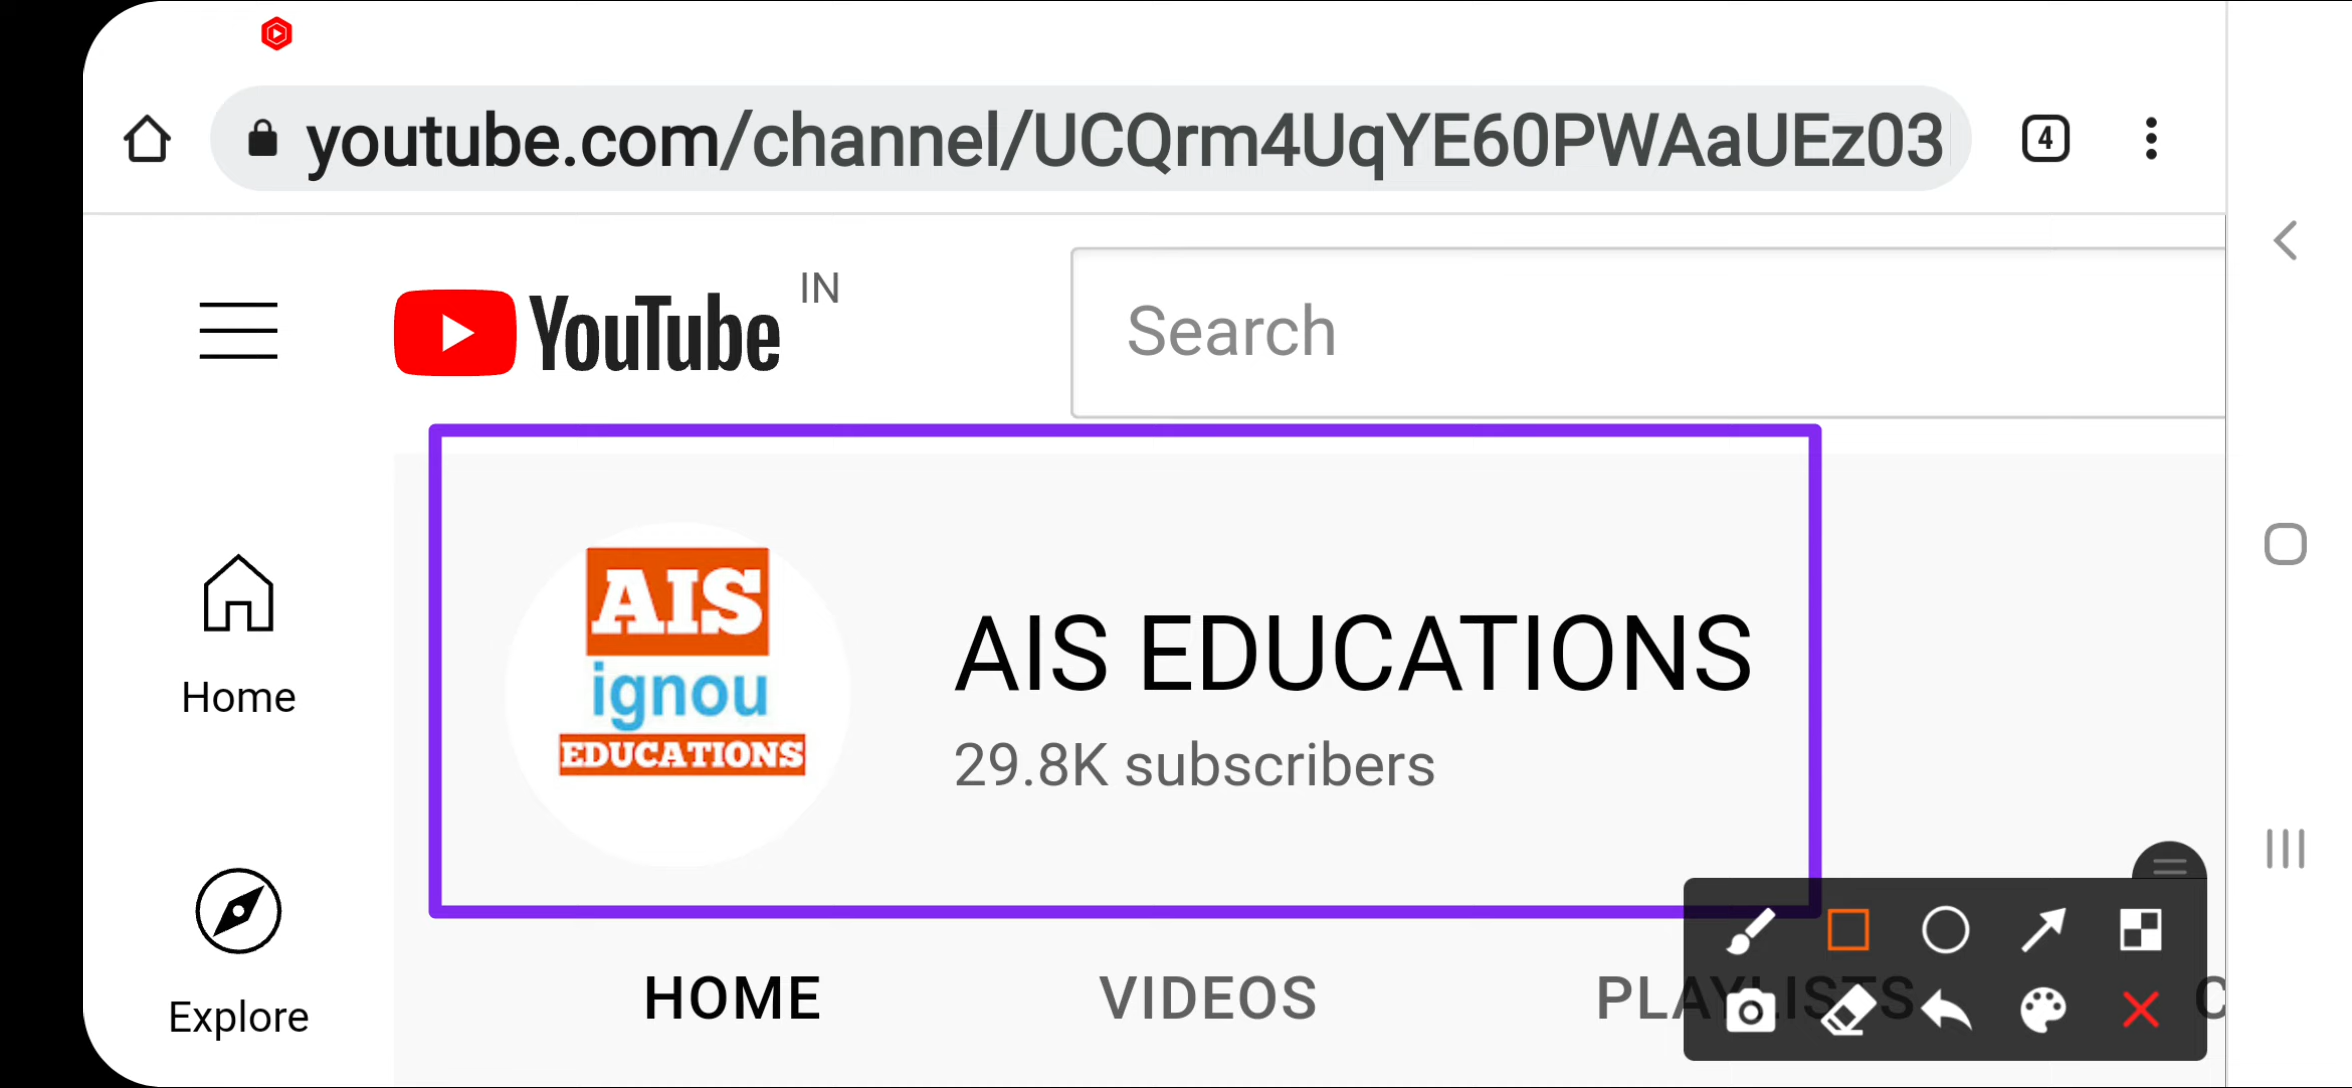 youtube.com/channel/UCQrm4UqYE60PWAaUEz03
4
YouTube IN
Search
AIS
ignou
EDUCATIONS
AIS EDUCATIONS
29.8K subscribers
Home
Explore
HOME VIDEOS PLAYLISTS C